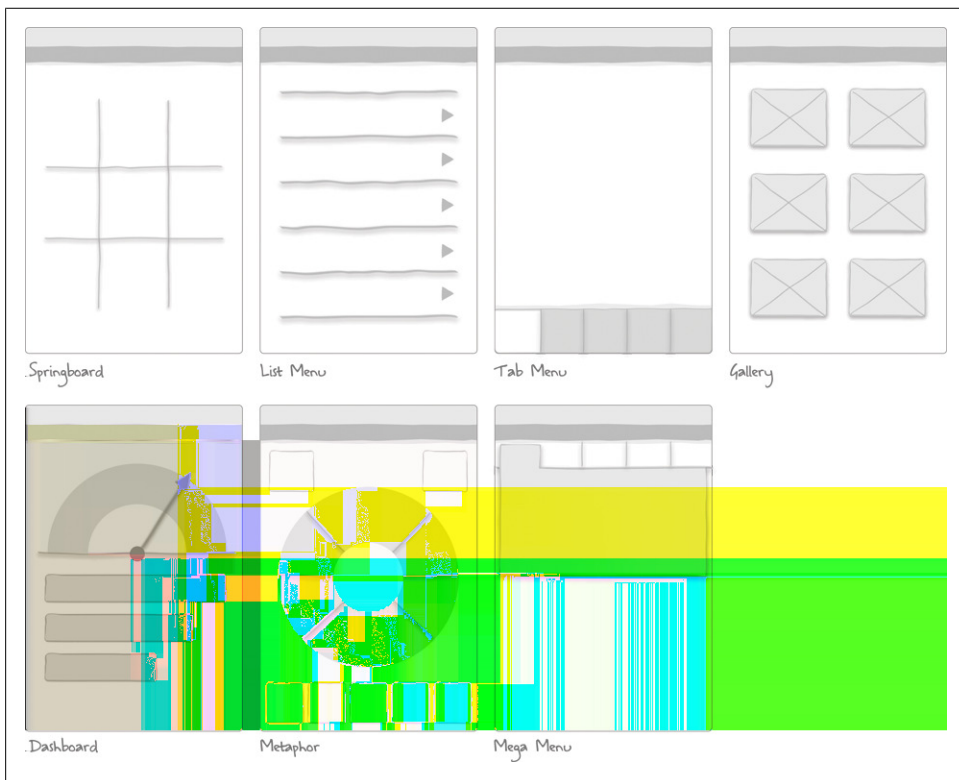 Springboard
List Menu
Tab Menu
Gallery
Dashboard
Metaphor
Mega Menu